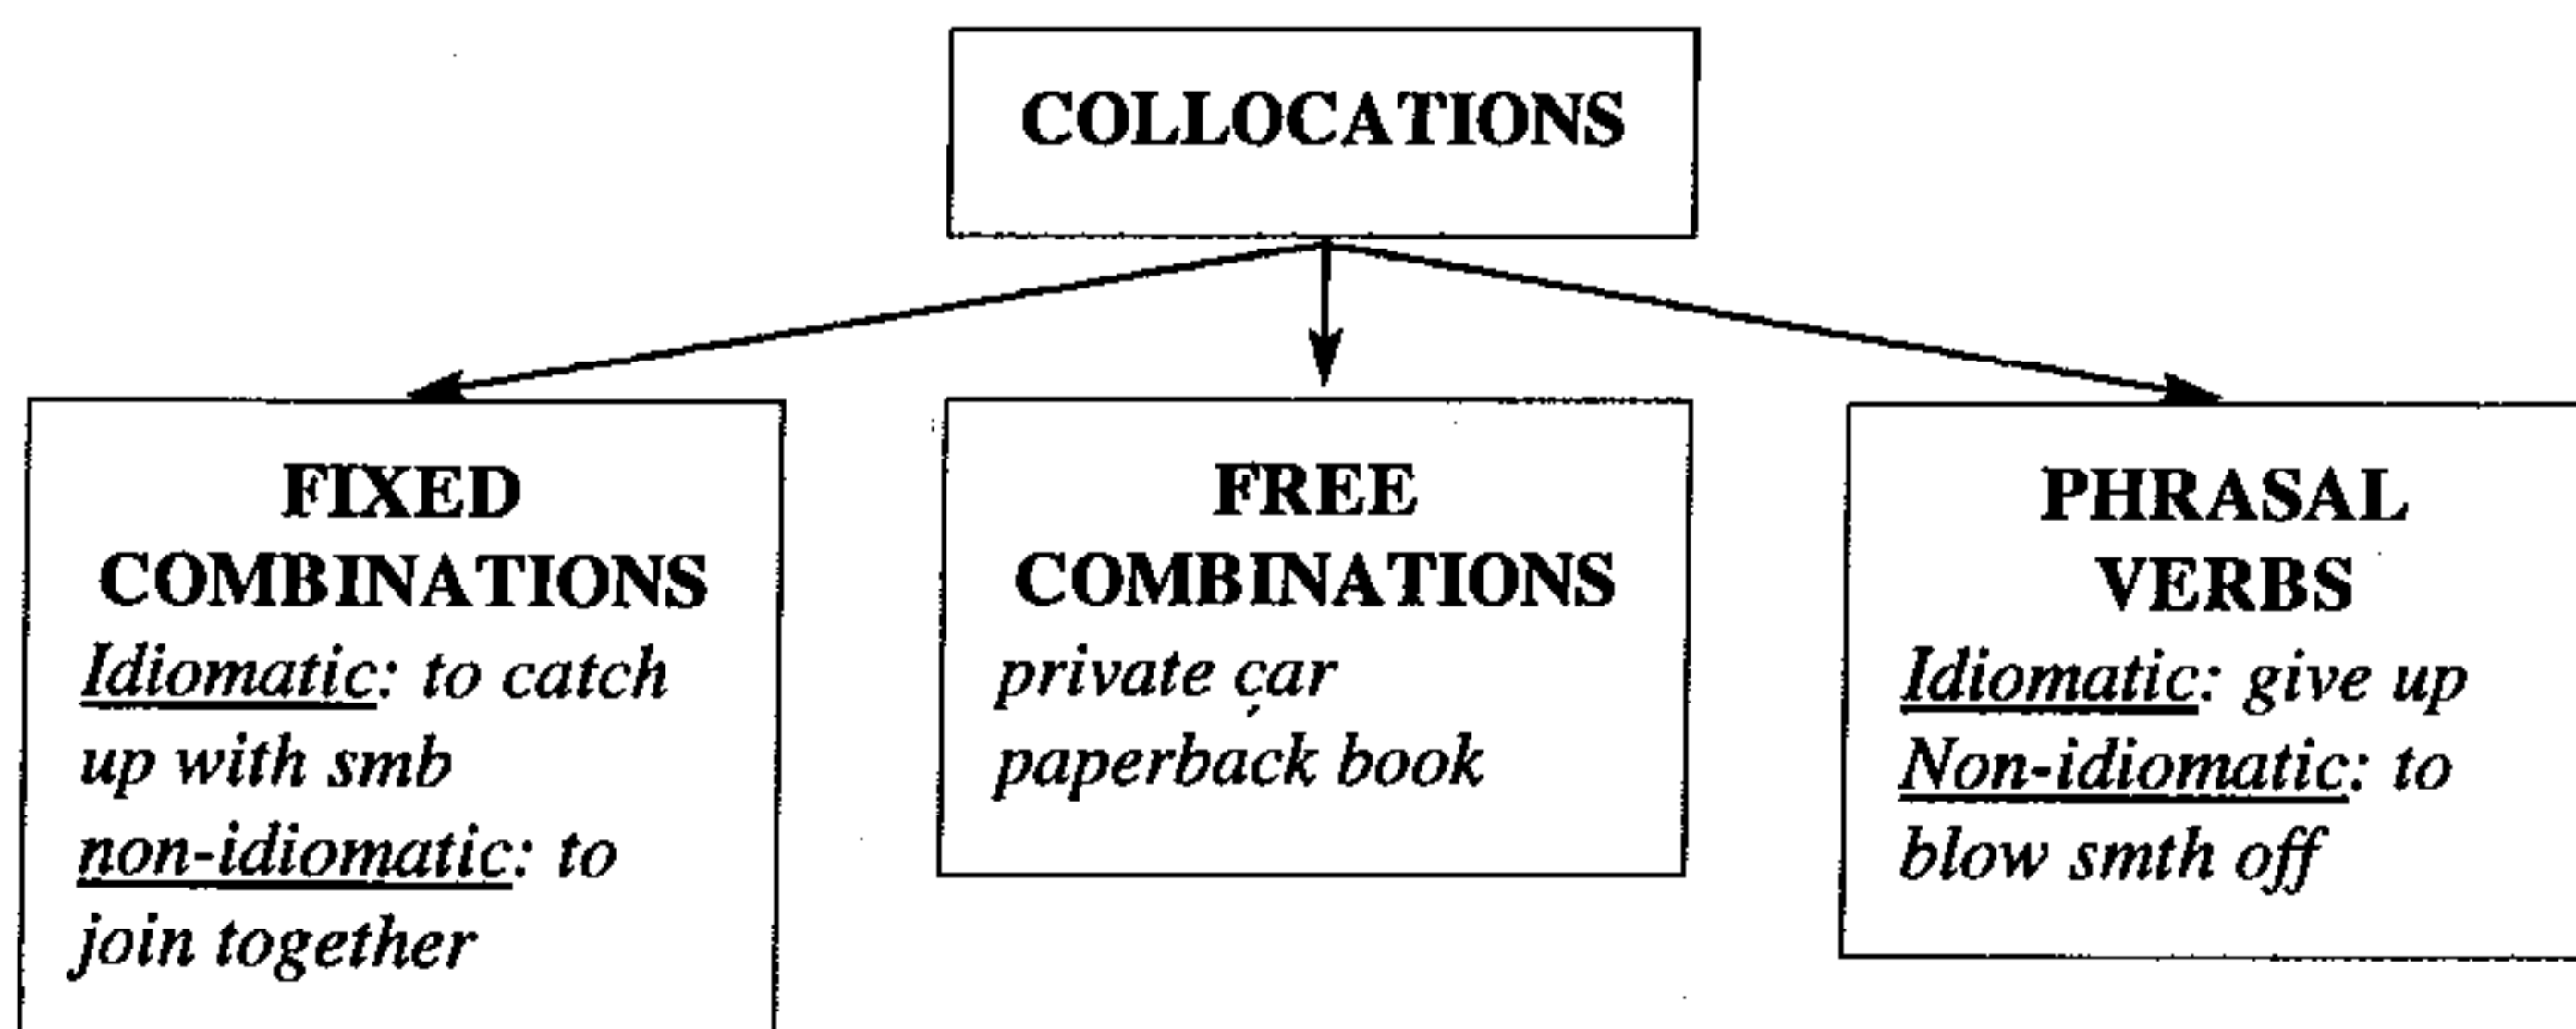 COLLOCATIONS
FIXED
COMBINATIONS
Idiomatic: to catch
up with smb
non-idiomatic: to
join together
FREE
COMBINATIONS
private car
paperback book
PHRASAL
VERBS
Idiomatic: give up
Non-idiomatic: to
blow smth off